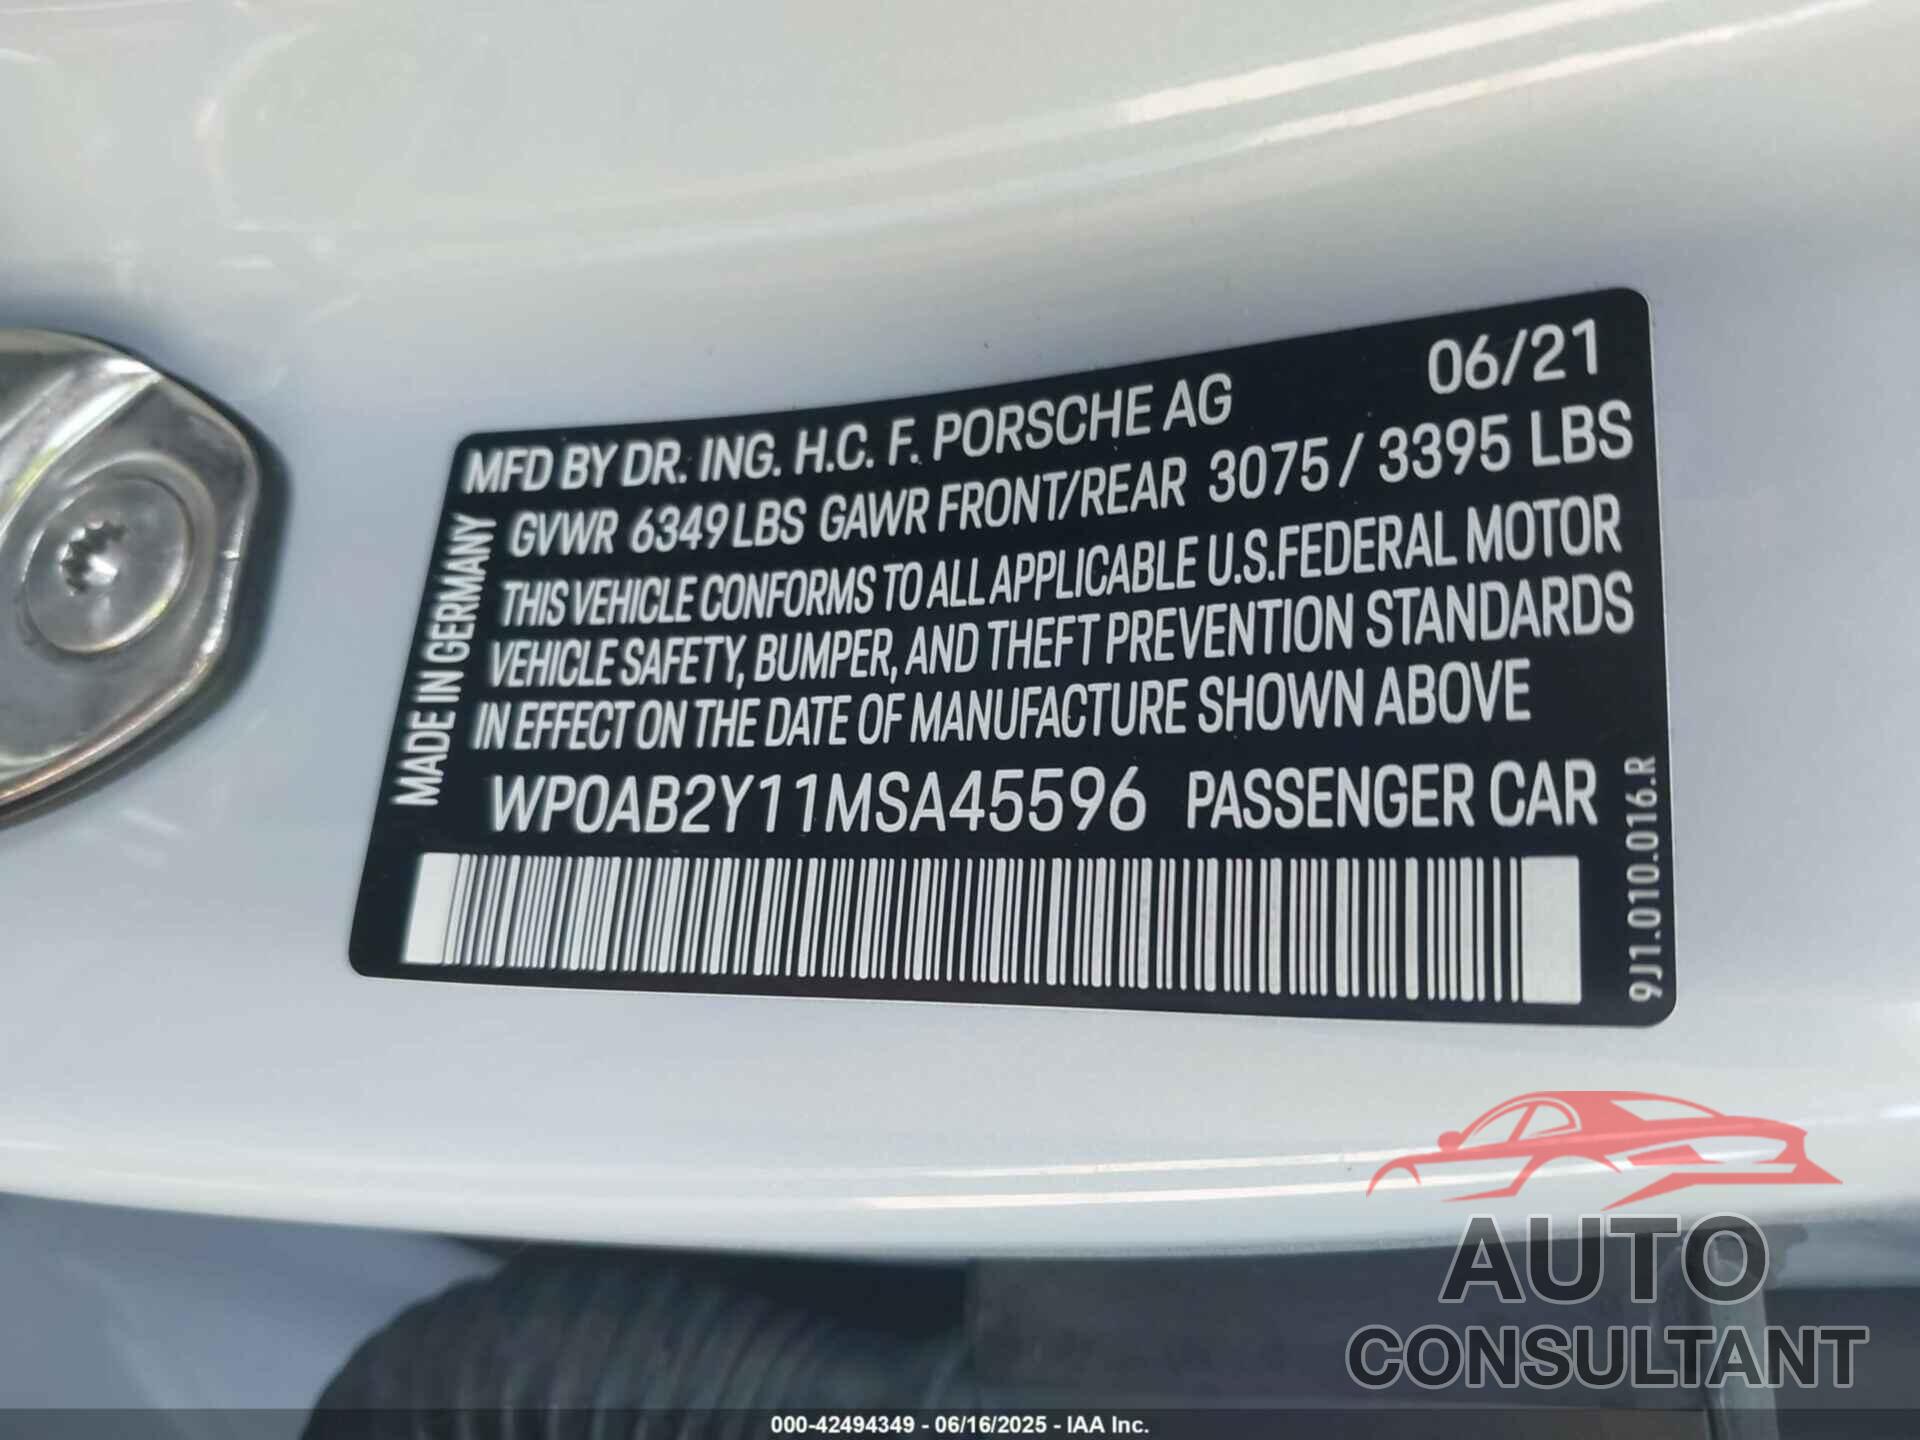 06/21
MFD BY DR. ING. H.C. F. PORSCHE AG
GVWR 6349LBS GAWR FRONT/REAR 3075 / 3395 LBS
THIS VEHICLE CONFORMS TO ALL APPLICABLE U.S.FEDERAL MOTOR
VEHICLE SAFETY, BUMPER, AND THEFT PREVENTION STANDARDS
IN EFFECT ON THE DATE OF MANUFACTURE SHOWN ABOVE
WP0AB2Y11MSA45596 PASSENGER CAR
MADE IN GERMANY
9J1.010.016.R
AUTO
CONSULTANT
000-42494349 - 06/16/2025 - IAA Inc.